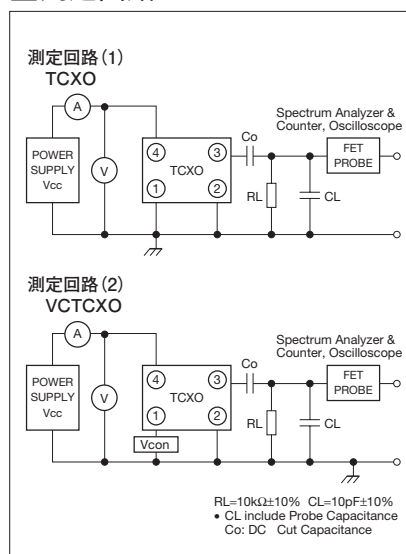 測定回路(1)
TCXO
A
POWER
SUPPLY
Vcc
V
4
3
TCXO
1
2
Co
RL
CL
Spectrum Analyzer &
Counter, Oscilloscope
FET
PROBE
測定回路(2)
VCTCXO
A
POWER
SUPPLY
Vcc
V
4
3
TCXO
1
2
Vcon
Co
RL
CL
Spectrum Analyzer &
Counter, Oscilloscope
FET
PROBE
RL=10kΩ±10% CL=10pF±10%
• CL include Probe Capacitance
Co: DC Cut Capacitance